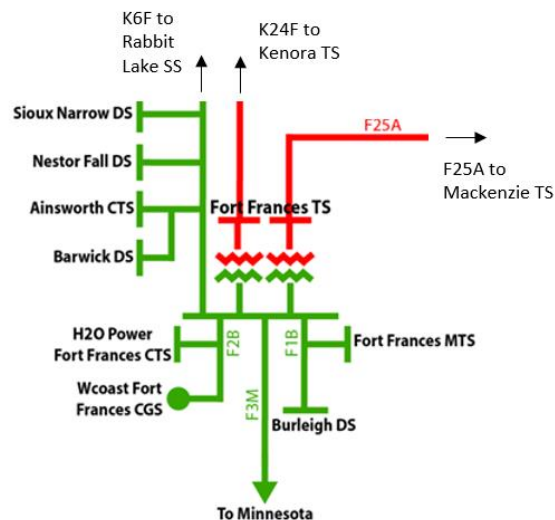 K6F to
Rabbit
Lake SS
K24F to
Kenora TS
Sioux Narrow DS
F25A
F25A to
Mackenzie TS
Nestor Fall DS
Ainsworth CTS
Fort Frances TS
Barwick DS
H2O Power
Fort Frances CTS
F2B
F1B
Fort Frances MTS
Wcoast Fort
Frances CGS
F3M
Burleigh DS
To Minnesota